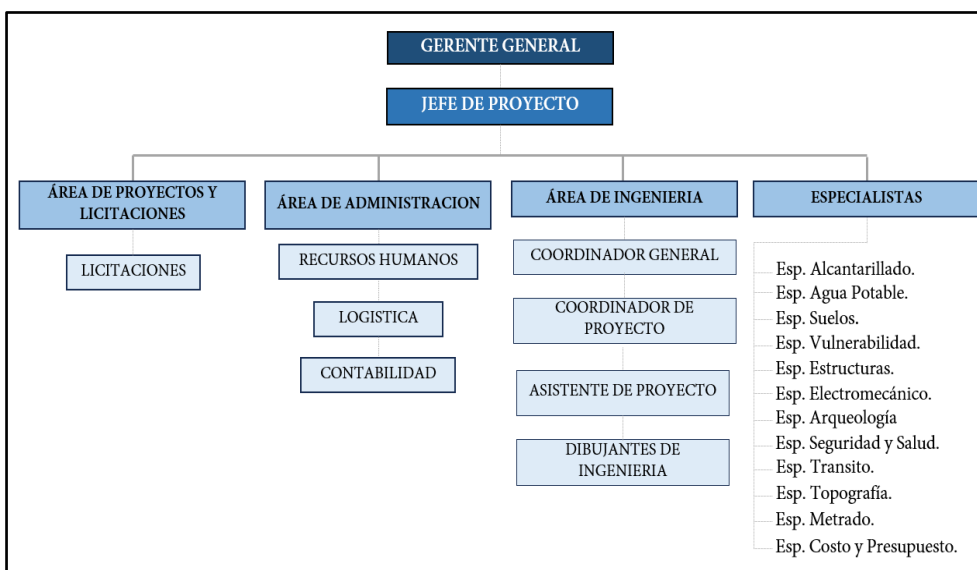 GERENTE GENERAL
JEFE DE PROYECTO
ÁREA DE PROYECTOS Y
LICITACIONES
LICITACIONES
ÁREA DE ADMINISTRACION
RECURSOS HUMANOS
LOGISTICA
CONTABILIDAD
ÁREA DE INGENIERIA
COORDINADOR GENERAL
COORDINADOR DE
PROYECTO
ASISTENTE DE PROYECTO
DIBUJANTES DE
INGENIERIA
ESPECIALISTAS
Esp. Alcantarillado.
Esp. Agua Potable.
Esp. Suelos.
Esp. Vulnerabilidad.
Esp. Estructuras.
Esp. Electromecánico.
Esp. Arqueología
Esp. Seguridad y Salud.
Esp. Transito.
Esp. Topografía.
Esp. Metrado.
Esp. Costo y Presupuesto.